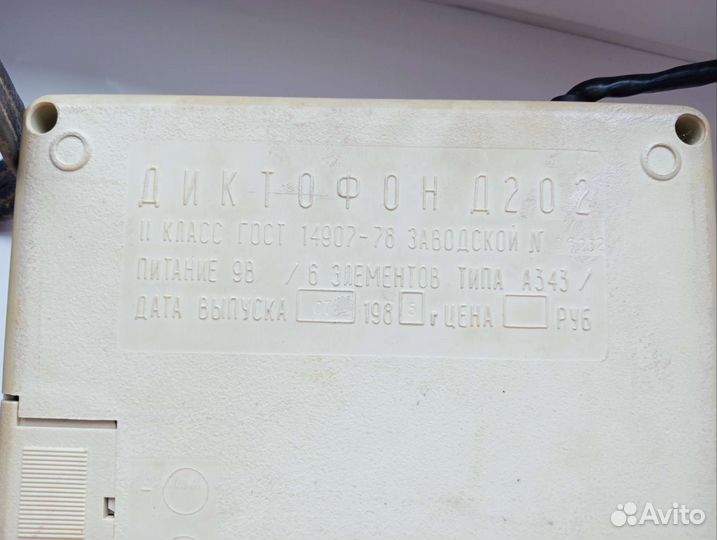 ДИКТОФОН Д202
II КЛАСС ГОСТ 14907-78 ЗАВОДСКОЙ N
ПИТАНИЕ 9В / 6 ЭЛЕМЕНТОВ ТИПА А343 /
ДАТА ВЫПУСКА 198 5 г ЦЕНА РУБ
-
Avito